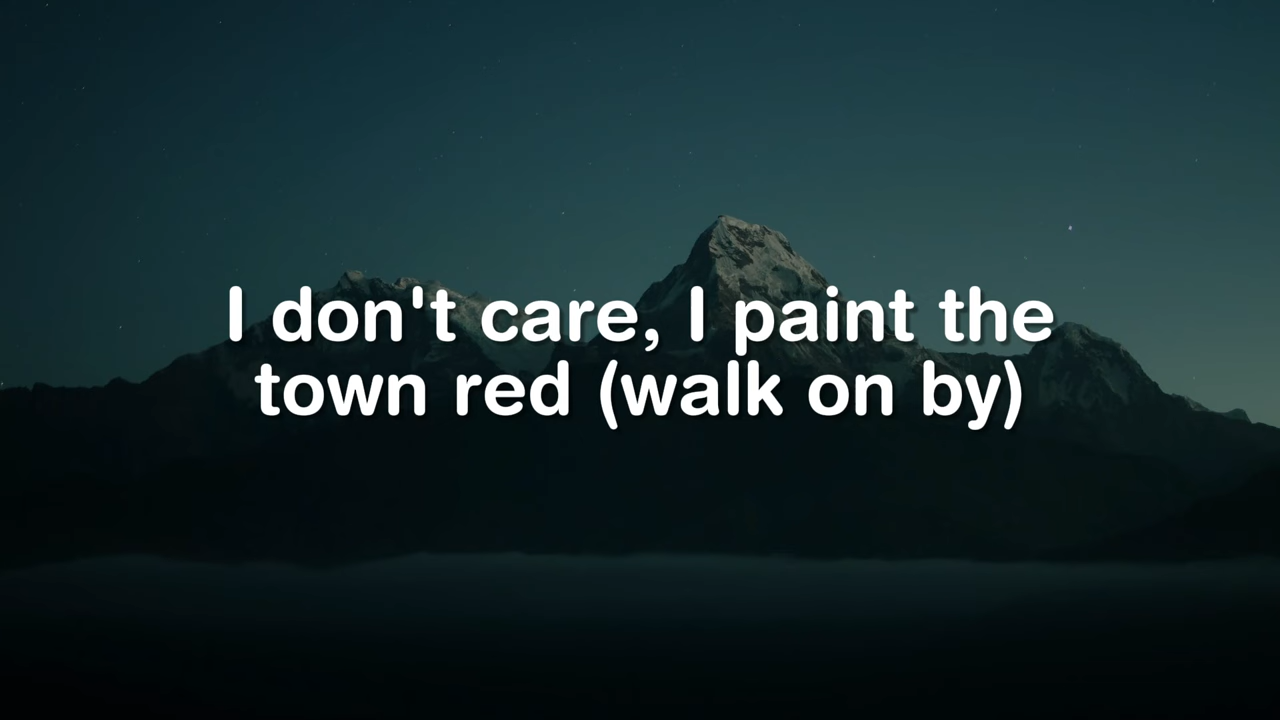 I don't care, I paint the
town red (walk on by)